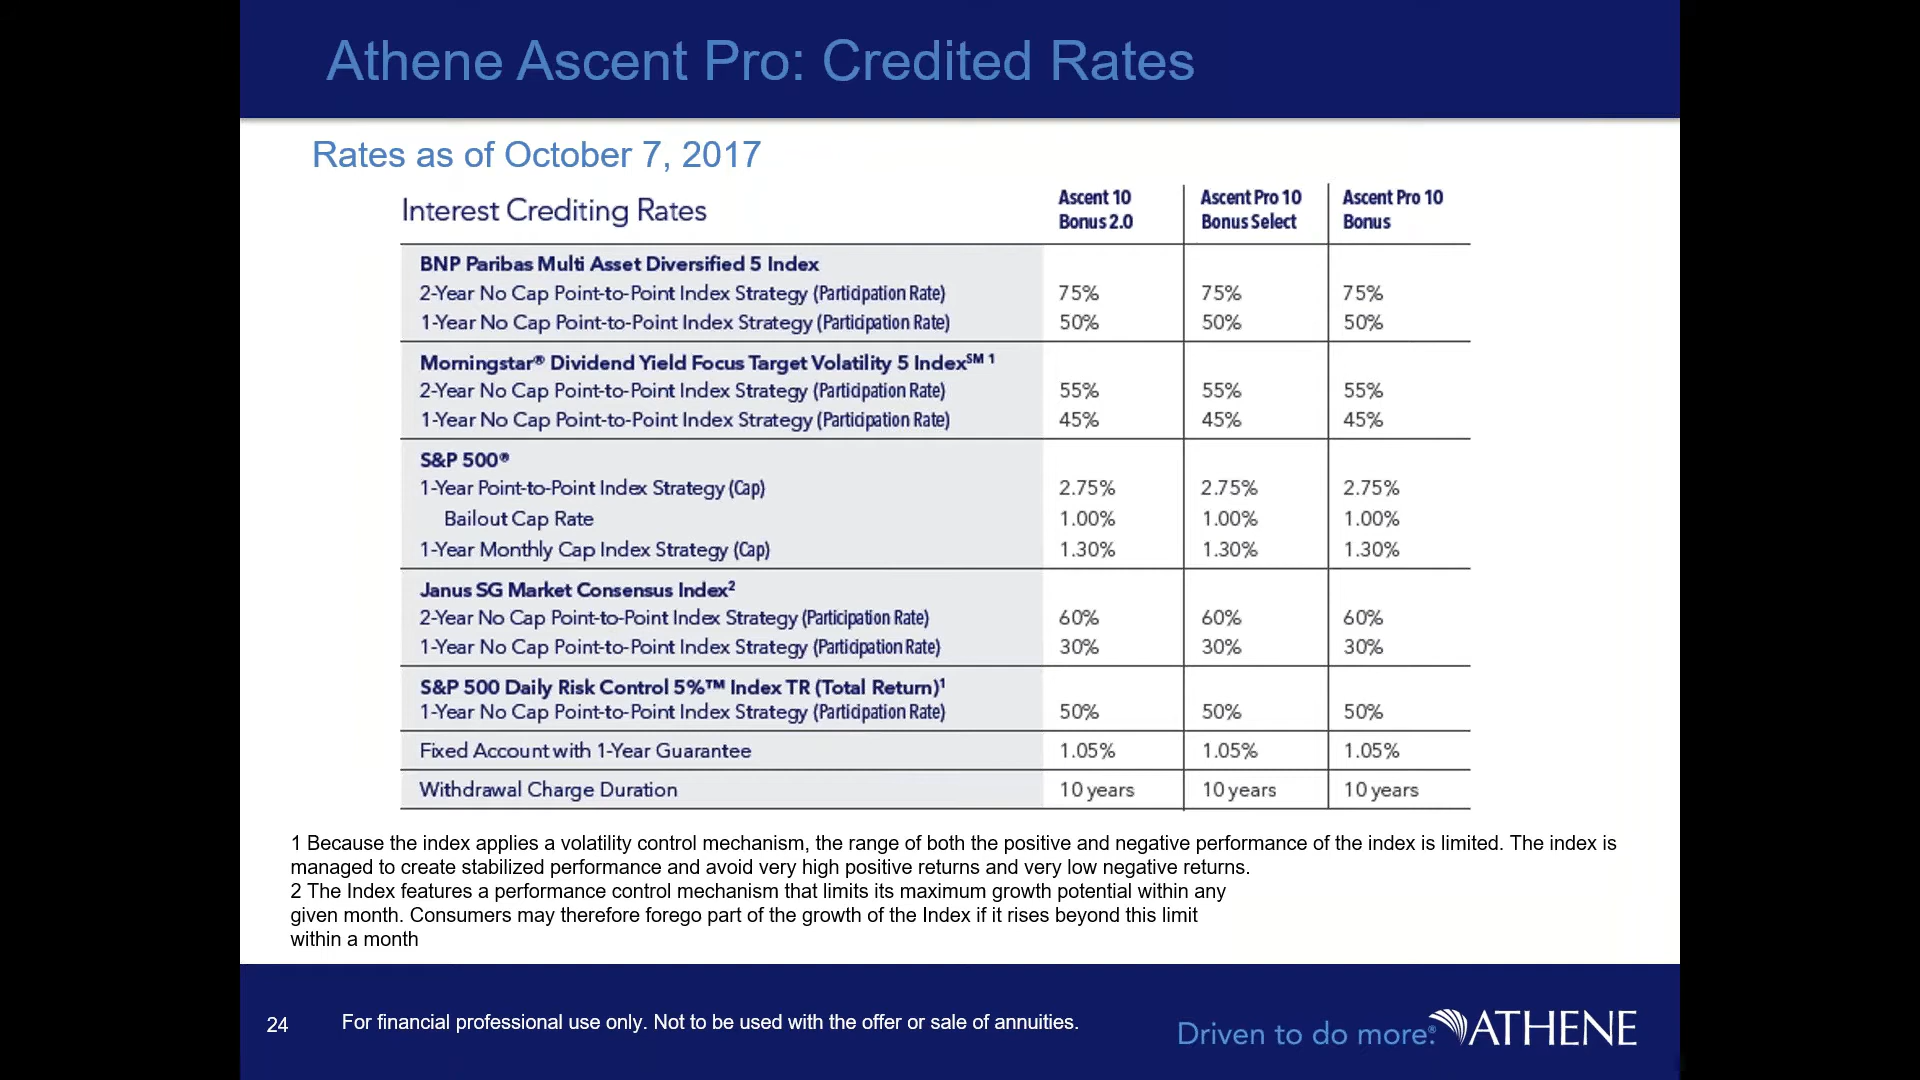 Athene Ascent Pro: Credited Rates
Rates as of October 7, 2017
Interest Crediting Rates
Ascent 10 Bonus 2.0
Ascent Pro 10 Bonus Select
Ascent Pro 10 Bonus
BNP Paribas Multi Asset Diversified 5 Index
2-Year No Cap Point-to-Point Index Strategy (Participation Rate) 75% 75% 75%
1-Year No Cap Point-to-Point Index Strategy (Participation Rate) 50% 50% 50%
Morningstar® Dividend Yield Focus Target Volatility 5 Index℠ ¹
2-Year No Cap Point-to-Point Index Strategy (Participation Rate) 55% 55% 55%
1-Year No Cap Point-to-Point Index Strategy (Participation Rate) 45% 45% 45%
S&P 500®
1-Year Point-to-Point Index Strategy (Cap) 2.75% 2.75% 2.75%
Bailout Cap Rate 1.00% 1.00% 1.00%
1-Year Monthly Cap Index Strategy (Cap) 1.30% 1.30% 1.30%
Janus SG Market Consensus Index²
2-Year No Cap Point-to-Point Index Strategy (Participation Rate) 60% 60% 60%
1-Year No Cap Point-to-Point Index Strategy (Participation Rate) 30% 30% 30%
S&P 500 Daily Risk Control 5%™ Index TR (Total Return)¹
1-Year No Cap Point-to-Point Index Strategy (Participation Rate) 50% 50% 50%
Fixed Account with 1-Year Guarantee 1.05% 1.05% 1.05%
Withdrawal Charge Duration 10 years 10 years 10 years
1 Because the index applies a volatility control mechanism, the range of both the positive and negative performance of the index is limited. The index is
managed to create stabilized performance and avoid very high positive returns and very low negative returns.
2 The Index features a performance control mechanism that limits its maximum growth potential within any
given month. Consumers may therefore forego part of the growth of the Index if it rises beyond this limit
within a month
24
For financial professional use only. Not to be used with the offer or sale of annuities.
Driven to do more.®
ATHENE